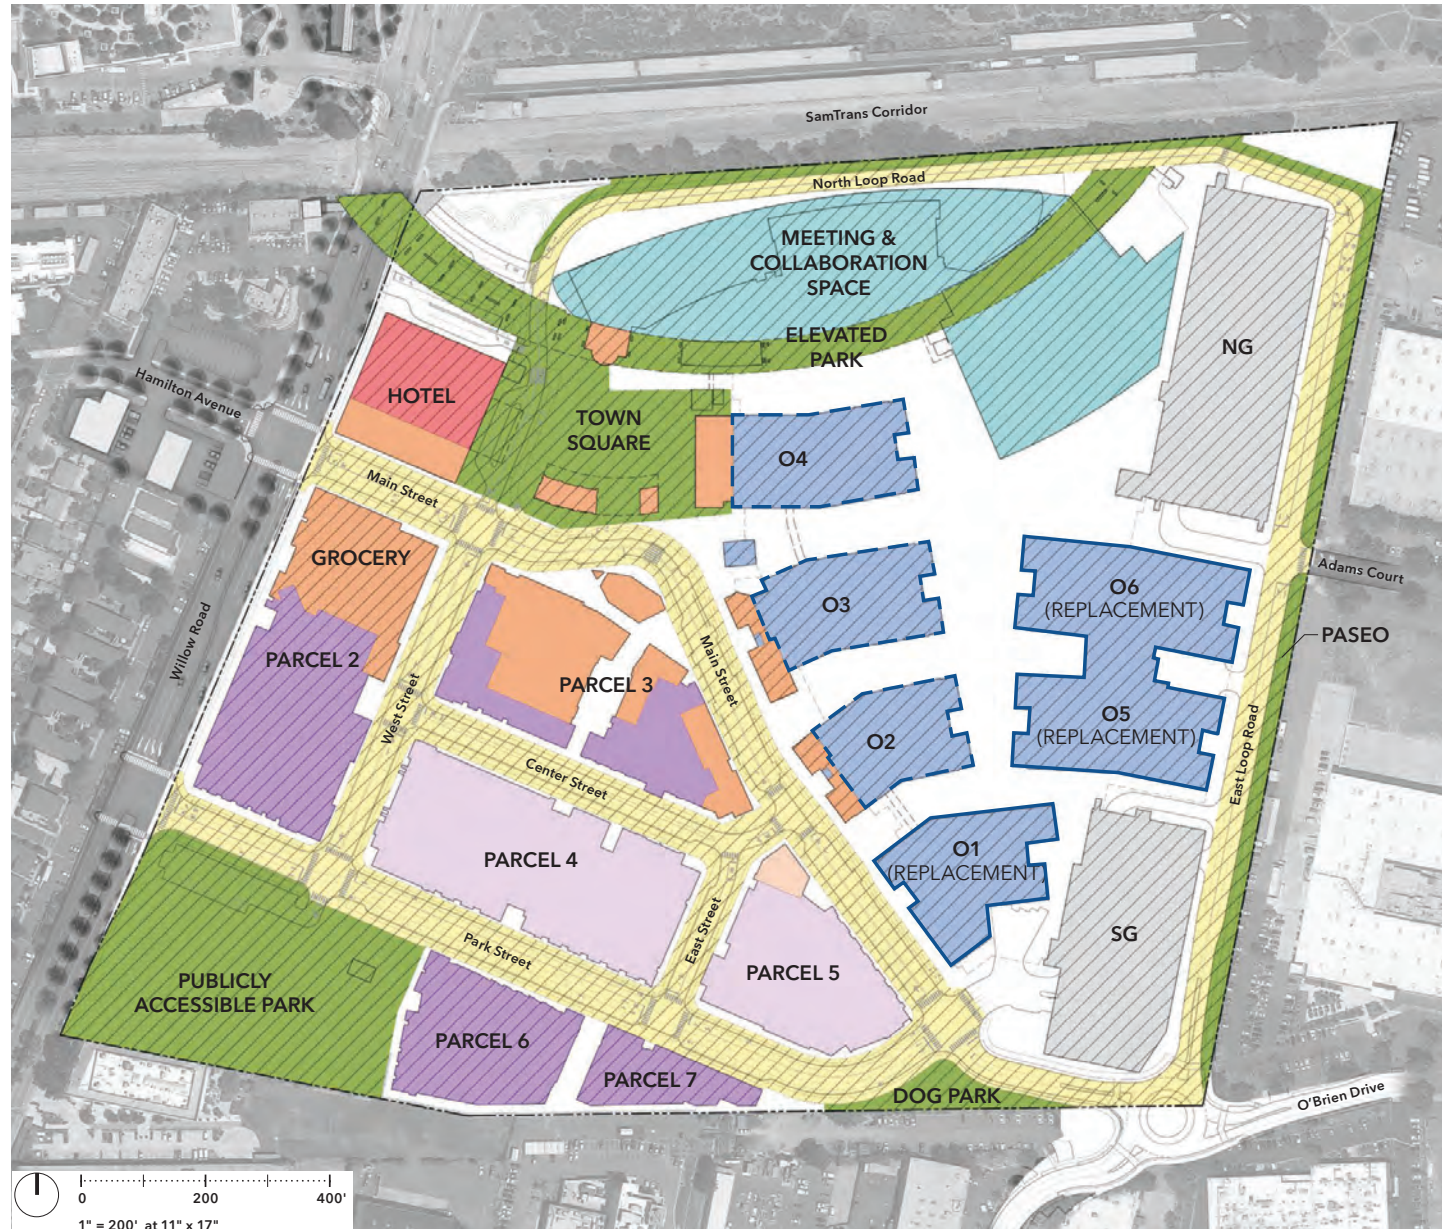 SamTrans Corridor
North Loop Road
MEETING &
COLLABORATION
SPACE
ELEVATED
PARK
NG
HOTEL
Hamilton Avenue
TOWN
SQUARE
O4
Main Street
GROCERY
Adams Court
O6
(REPLACEMENT)
O3
Willow Road
PASEO
PARCEL 2
PARCEL 3
Main Street
West Street
O5
(REPLACEMENT)
O2
East Loop Road
Center Street
PARCEL 4
O1
(REPLACEMENT)
East Street
SG
Park Street
PARCEL 5
PUBLICLY
ACCESSIBLE PARK
PARCEL 6
PARCEL 7
DOG PARK
O'Brien Drive
0 200 400'
1" = 200' at 11" x 17"